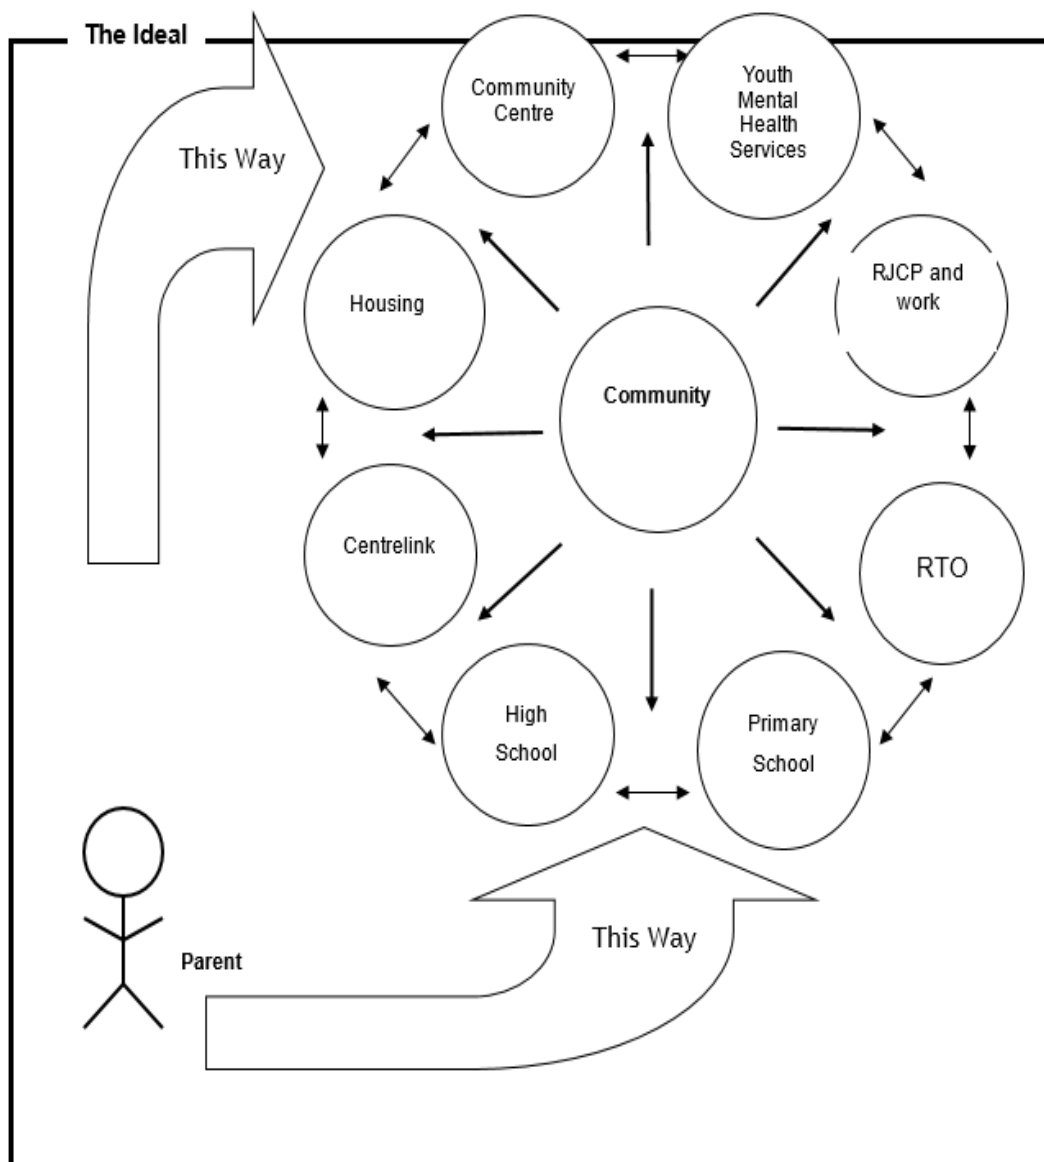 The Ideal
Community
Centre
Youth
Mental
Health
Services
This Way
RJCP and
work
Housing
Community
Centrelink
RTO
High
School
Primary
School
This Way
Parent